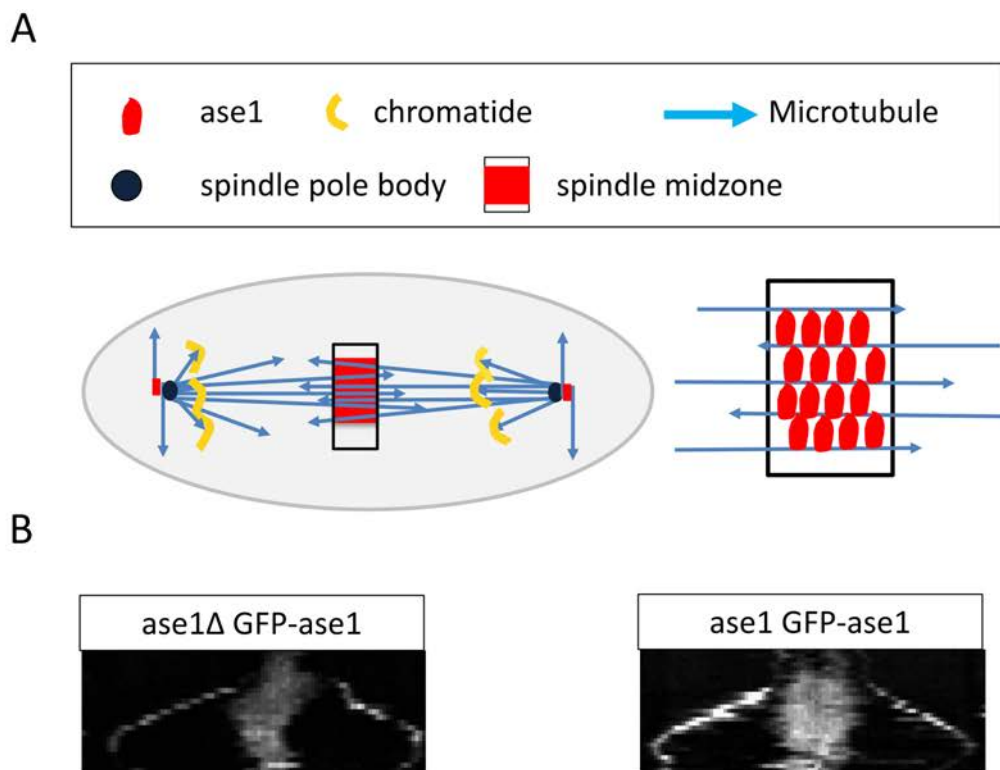 A
ase1
chromatide
Microtubule
spindle pole body
spindle midzone
B
ase1Δ GFP-ase1
ase1 GFP-ase1